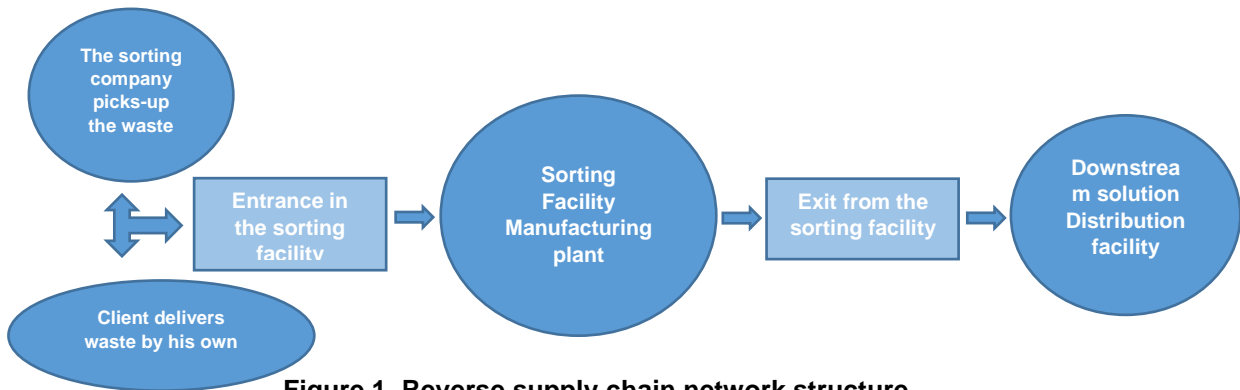 The sorting
company
picks-up
the waste
Client delivers
waste by his own
Entrance in
the sorting
facility
Sorting
Facility
Manufacturing
plant
Exit from the
sorting facility
Downstrea
m solution
Distribution
facility
Figure 1. Reverse supply chain network structure